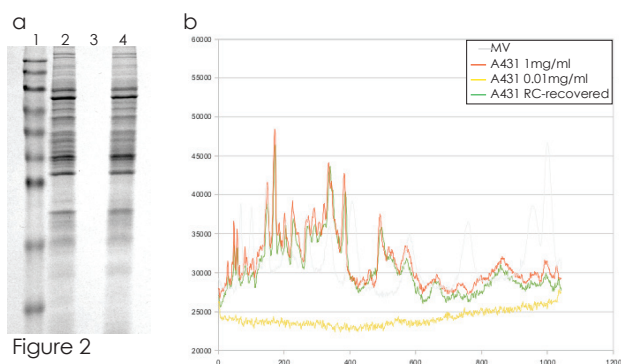 a
b
1 2 3 4
60000
55000
50000
45000
40000
35000
30000
25000
20000
MV
A431 1mg/ml
A431 0.01mg/ml
A431 RC-recovered
0 200 400 600 800 1000 1200
Figure 2